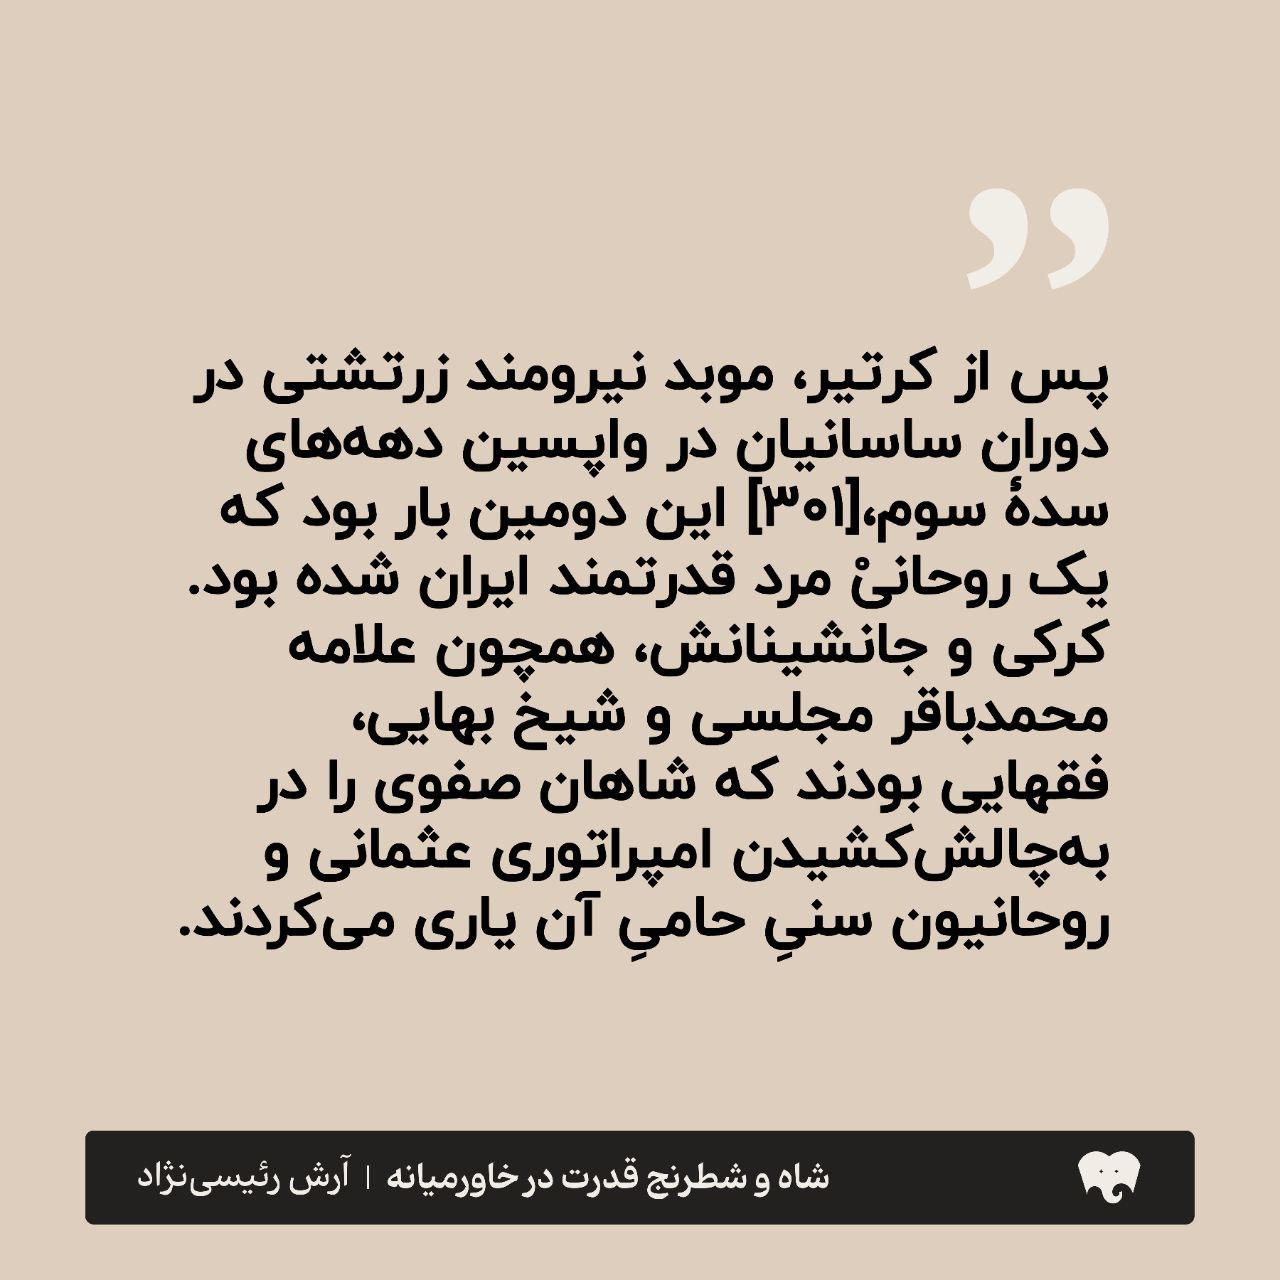 ”
پس از کرتیر، موبد نیرومند زرتشتی در
دوران ساسانیان در واپسین دهه‌های
سدهٔ سوم،[۳۰۱] این دومین بار بود که
یک روحانیْ مرد قدرتمند ایران شده بود.
کرکی و جانشینانش، همچون علامه
محمدباقر مجلسی و شیخ بهایی،
فقهایی بودند که شاهان صفوی را در
به‌چالش‌کشیدن امپراتوری عثمانی و
روحانیون سنیِ حامیِ آن یاری می‌کردند.
شاه و شطرنج قدرت در خاورمیانه | آرش رئیسی‌نژاد